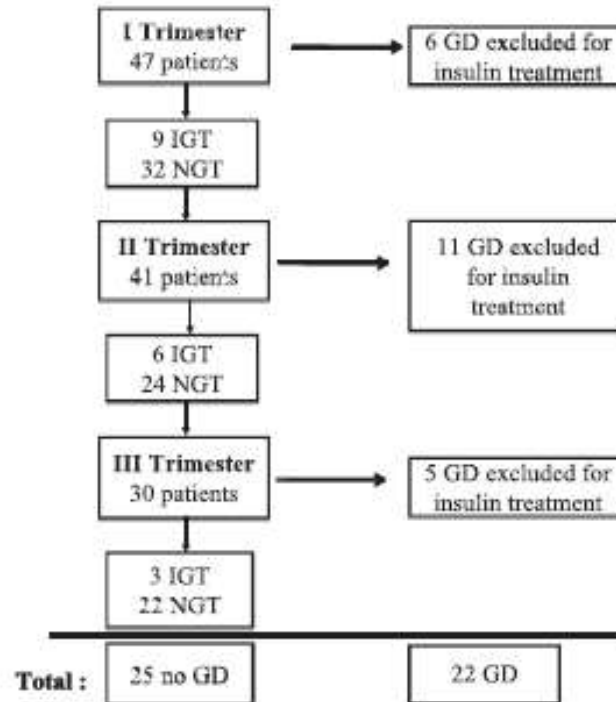 I Trimester
47 patients
6 GD excluded for
insulin treatment
9 IGT
32 NGT
II Trimester
41 patients
11 GD excluded
for insulin
treatment
6 IGT
24 NGT
III Trimester
30 patients
5 GD excluded for
insulin treatment
3 IGT
22 NGT
Total :
25 no GD
22 GD